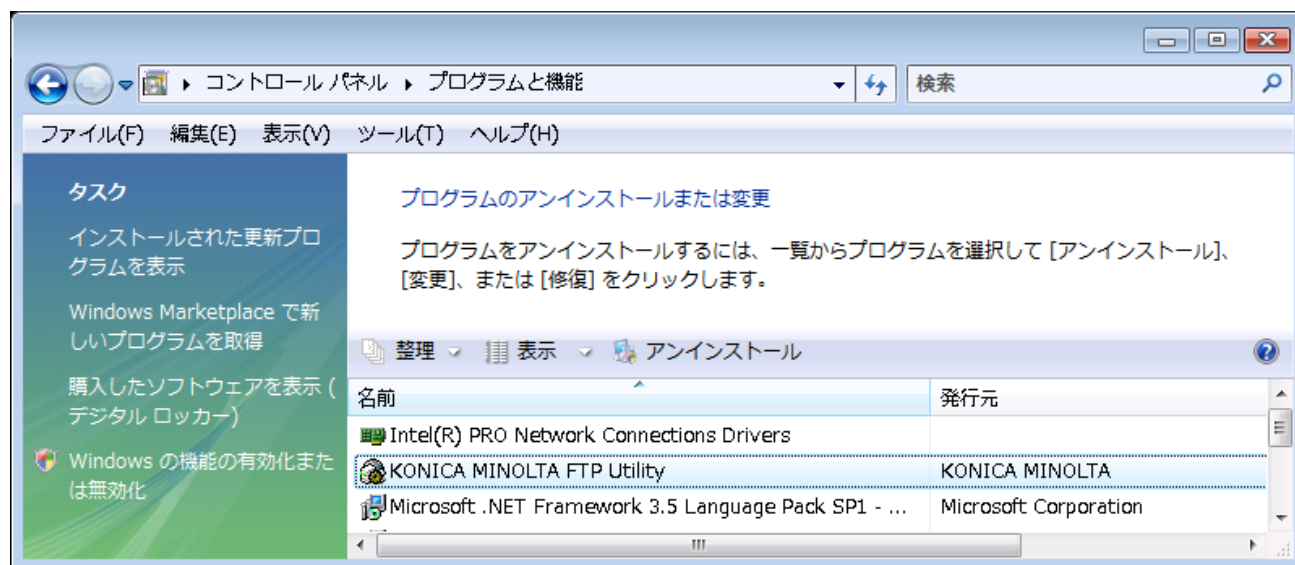 コントロール パネル ▸ プログラムと機能
検索
ファイル(F) 編集(E) 表示(V) ツール(T) ヘルプ(H)
タスク
インストールされた更新プロ
グラムを表示
Windows Marketplace で新
しいプログラムを取得
購入したソフトウェアを表示 (
デジタル ロッカー)
Windows の機能の有効化また
は無効化
プログラムのアンインストールまたは変更
プログラムをアンインストールするには、一覧からプログラムを選択して [アンインストール]、
[変更]、または [修復] をクリックします。
整理 表示 アンインストール
名前 発行元
Intel(R) PRO Network Connections Drivers
KONICA MINOLTA FTP Utility KONICA MINOLTA
Microsoft .NET Framework 3.5 Language Pack SP1 - ... Microsoft Corporation